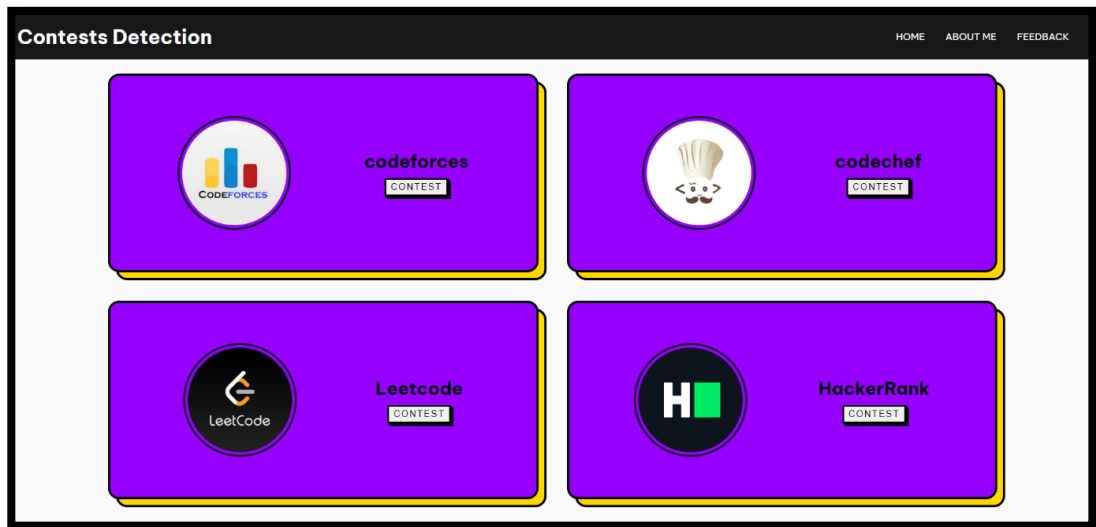 Contests Detection
HOME ABOUT ME FEEDBACK
CODEFORCES
codeforces
CONTEST
codechef
CONTEST
LeetCode
Leetcode
CONTEST
H
HackerRank
CONTEST